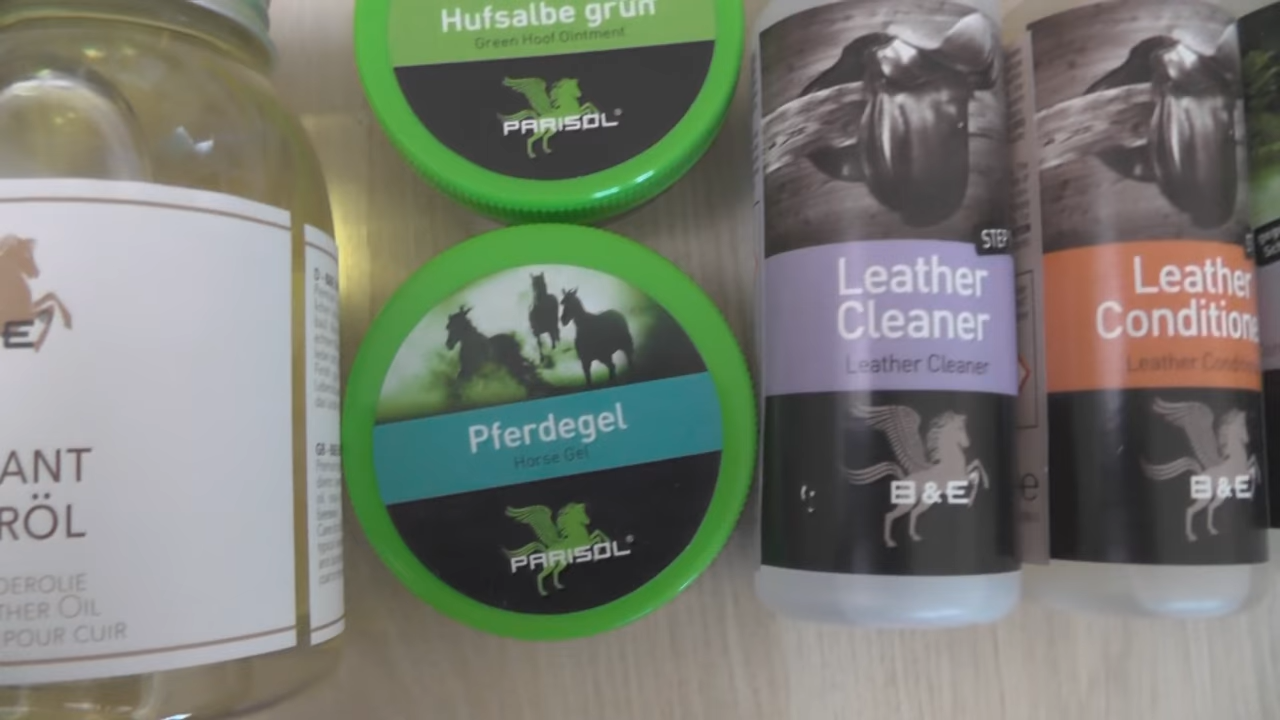 E
ANT
RÖL
DEROLIE
THER OIL
POUR CUIR
Hufsalbe grün
Green Hoof Ointment
PARISOL®
Pferdegel
Horse Gel
PARISOL®
STEP
Leather
Cleaner
Leather Cleaner
B&E
Leather
Conditione
Leather Conditi
B&E